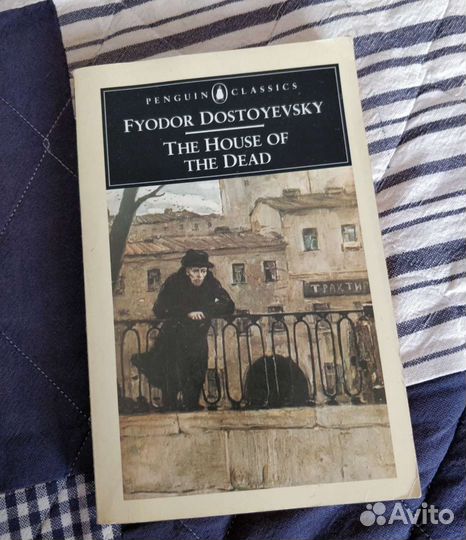 PENGUIN CLASSICS
FYODOR DOSTOYEVSKY
THE HOUSE OF
THE DEAD
ТРАКТИР
Avito